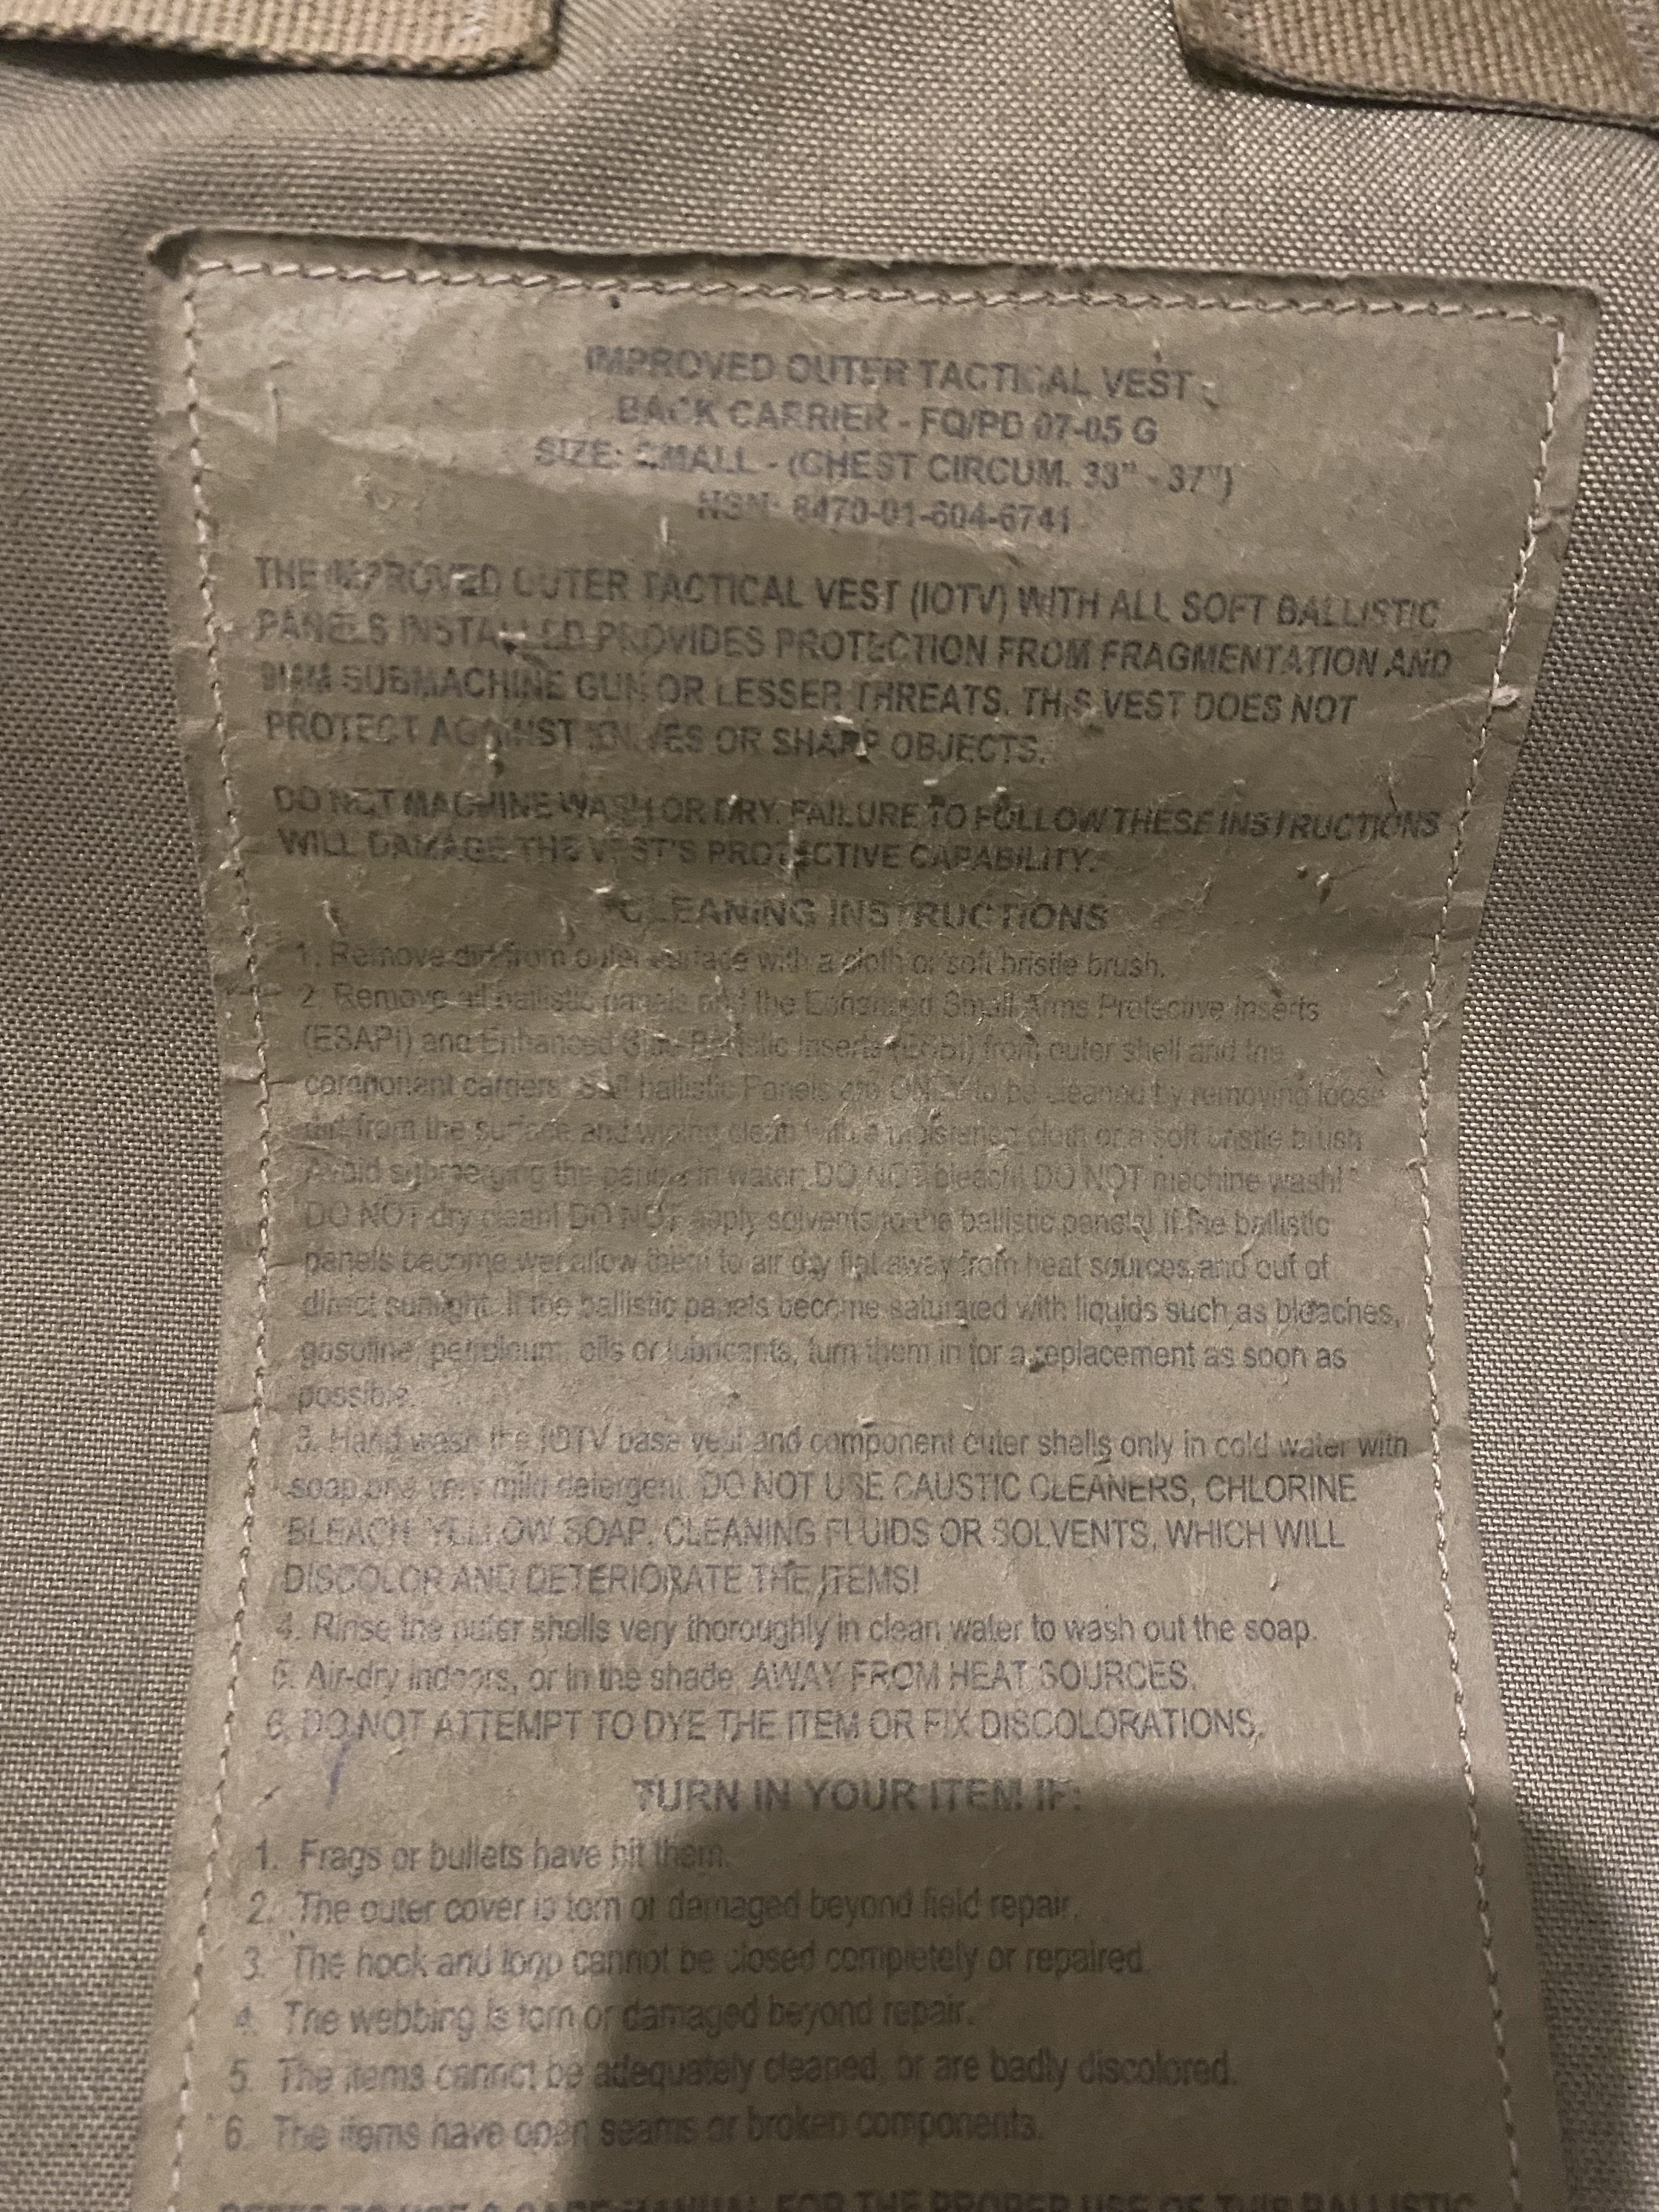 IMPROVED OUTER TACTICAL VEST
BACK CARRIER - FQ/PD 07-05 G
SIZE: SMALL - (CHEST CIRCUM. 33" - 37")
NSN: 8470-01-604-6741
THE IMPROVED OUTER TACTICAL VEST (IOTV) WITH ALL SOFT BALLISTIC
PANELS INSTALLED PROVIDES PROTECTION FROM FRAGMENTATION AND
9MM SUBMACHINE GUN OR LESSER THREATS. THIS VEST DOES NOT
PROTECT AGAINST KNIVES OR SHARP OBJECTS.
DO NOT MACHINE WASH OR DRY. FAILURE TO FOLLOW THESE INSTRUCTIONS
WILL DAMAGE THE VEST'S PROTECTIVE CAPABILITY.
CLEANING INSTRUCTIONS
1. Remove dirt from outer surface with a cloth or soft bristle brush.
2. Remove all ballistic panels and the Enhanced Small Arms Protective Inserts
(ESAPI) and Enhanced Side Ballistic Inserts (ESBI) from outer shell and the
component carriers. Soft ballistic Panels are ONLY to be cleaned by removing loose
dirt from the surface and wiping clean with a moistened cloth or a soft bristle brush
Avoid submerging the panels in water; DO NOT bleach! DO NOT machine wash!
DO NOT dry clean! DO NOT apply solvents to the ballistic panels! If the ballistic
panels become wet allow them to air dry flat away from heat sources and out of
direct sunlight. If the ballistic panels become saturated with liquids such as bleaches,
gasoline, petroleum, oils or lubricants, turn them in for a replacement as soon as
possible.
3. Hand wash the IOTV base vest and component outer shells only in cold water with
soap and very mild detergent. DO NOT USE CAUSTIC CLEANERS, CHLORINE
BLEACH, YELLOW SOAP, CLEANING FLUIDS OR SOLVENTS, WHICH WILL
DISCOLOR AND DETERIORATE THE ITEMS!
4. Rinse the outer shells very thoroughly in clean water to wash out the soap.
5. Air-dry indoors, or in the shade, AWAY FROM HEAT SOURCES.
6. DO NOT ATTEMPT TO DYE THE ITEM OR FIX DISCOLORATIONS.
TURN IN YOUR ITEM IF:
1. Frags or bullets have hit them.
2. The outer cover is torn or damaged beyond field repair.
3. The hook and loop cannot be closed completely or repaired.
4. The webbing is torn or damaged beyond repair.
5. The items cannot be adequately cleaned, or are badly discolored.
6. The items have open seams or broken components.
REFER TO USE & CARE MANUAL FOR THE PROPER USE OF THIS BALLISTIC